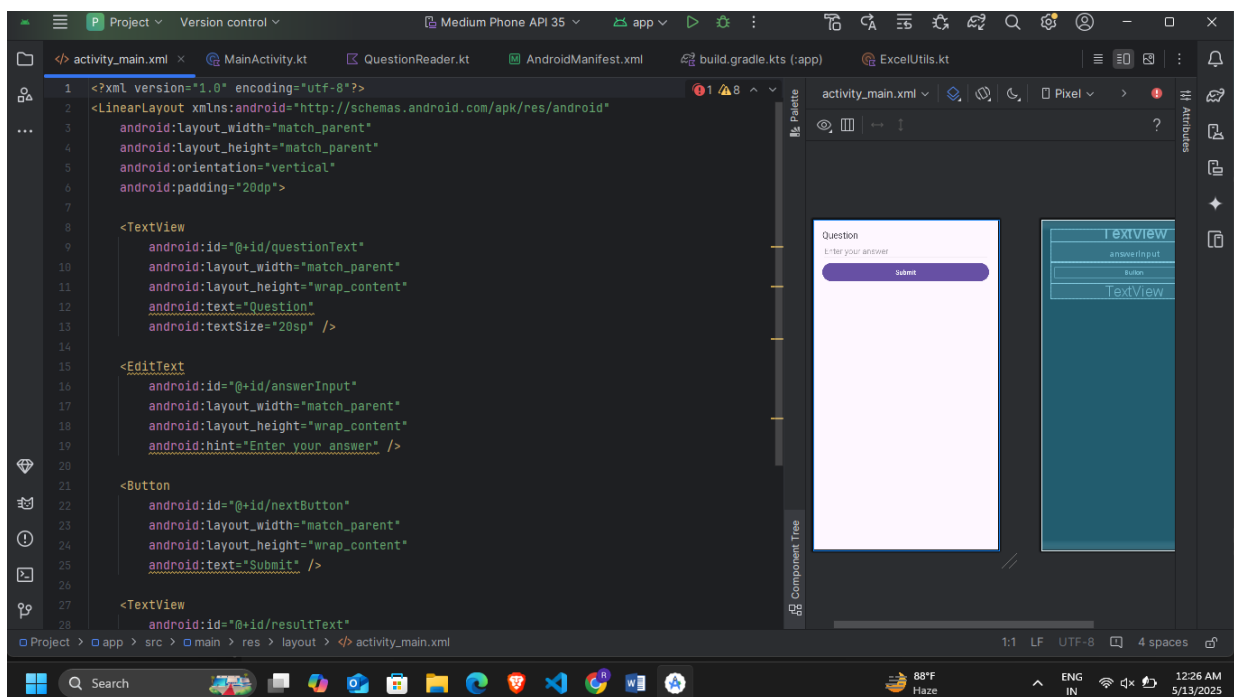 P Project Version control Medium Phone API 35 app
activity_main.xml MainActivity.kt QuestionReader.kt AndroidManifest.xml build.gradle.kts (:app) ExcelUtils.kt
1 <?xml version="1.0" encoding="utf-8"?>
2 <LinearLayout xmlns:android="http://schemas.android.com/apk/res/android"
3 android:layout_width="match_parent"
4 android:layout_height="match_parent"
5 android:orientation="vertical"
6 android:padding="20dp">
7
8 <TextView
9 android:id="@+id/questionText"
10 android:layout_width="match_parent"
11 android:layout_height="wrap_content"
12 android:text="Question"
13 android:textSize="20sp" />
14
15 <EditText
16 android:id="@+id/answerInput"
17 android:layout_width="match_parent"
18 android:layout_height="wrap_content"
19 android:hint="Enter your answer" />
20
21 <Button
22 android:id="@+id/nextButton"
23 android:layout_width="match_parent"
24 android:layout_height="wrap_content"
25 android:text="Submit" />
26
27 <TextView
28 android:id="@+id/resultText"
1 8
Palette
Component Tree
activity_main.xml Pixel
?
Attributes
Question
Enter your answer
Submit
TextView
answerInput
Button
TextView
Project > app > src > main > res > layout > activity_main.xml
1:1 LF UTF-8 4 spaces
Search
88°F
Haze
ENG
IN
12:26 AM
5/13/2025